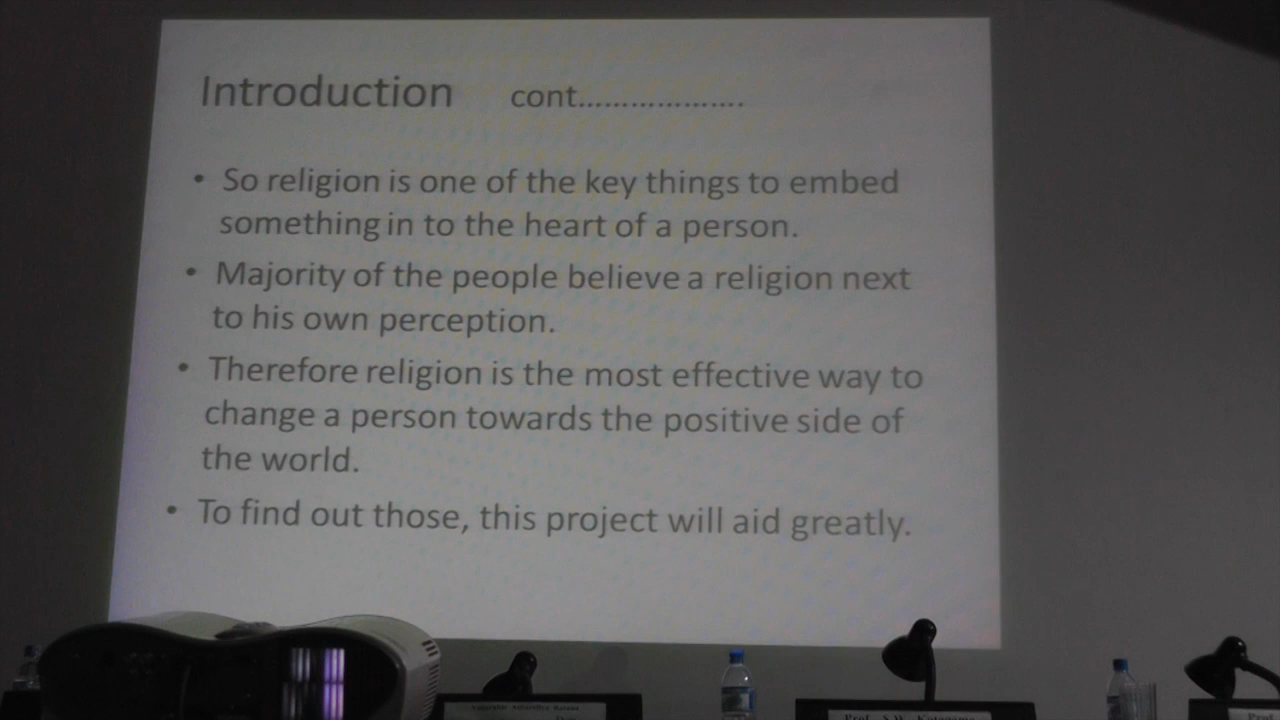 Introduction cont...................
• So religion is one of the key things to embed
something in to the heart of a person.
• Majority of the people believe a religion next
to his own perception.
• Therefore religion is the most effective way to
change a person towards the positive side of
the world.
• To find out those, this project will aid greatly.
Prof. S.W.